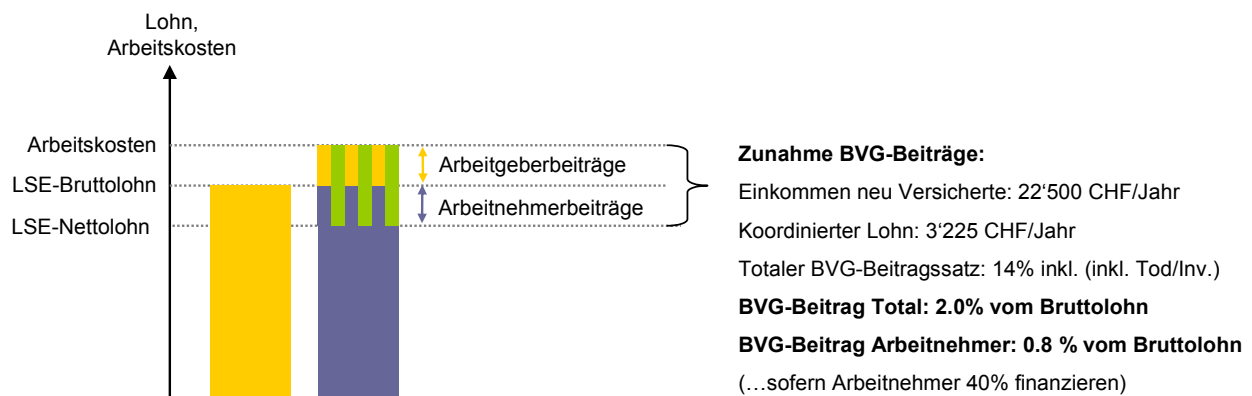 Lohn,
Arbeitskosten
Arbeitskosten
LSE-Bruttolohn
LSE-Nettolohn
Arbeitgeberbeiträge
Arbeitnehmerbeiträge
Zunahme BVG-Beiträge:
Einkommen neu Versicherte: 22‘500 CHF/Jahr
Koordinierter Lohn: 3‘225 CHF/Jahr
Totaler BVG-Beitragssatz: 14% inkl. (inkl. Tod/Inv.)
BVG-Beitrag Total: 2.0% vom Bruttolohn
BVG-Beitrag Arbeitnehmer: 0.8 % vom Bruttolohn
(…sofern Arbeitnehmer 40% finanzieren)